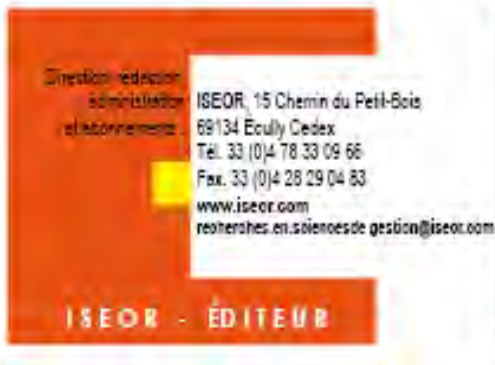 Direction, rédaction,
administration
et abonnements :
ISEOR, 15 Chemin du Petit-Bois
69134 Ecully Cedex
Tél. 33 (0)4 78 33 09 66
Fax. 33 (0)4 28 29 04 83
www.iseor.com
recherches.en.sciencesde gestion@iseor.com
ISEOR - ÉDITEUR